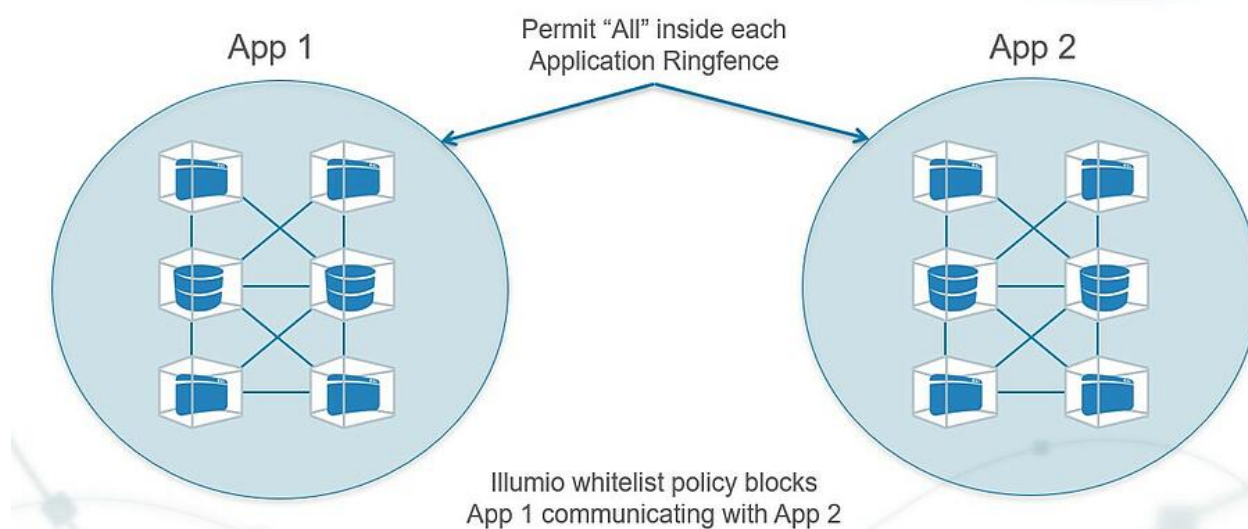 App 1
Permit “All” inside each
Application Ringfence
App 2
Illumio whitelist policy blocks
App 1 communicating with App 2